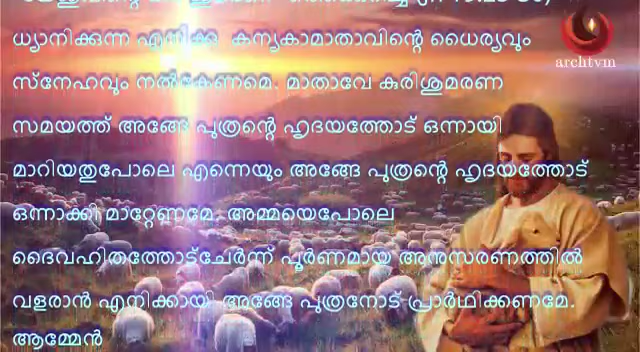 ധ്യാനിക്കുന്ന എനിക്കു കന്യകാമാതാവിന്റെ ധൈര്യവും
സ്നേഹവും നൽകേണമെ. മാതാവേ കുരിശുമരണ
സമയത്ത് അങ്ങേ പുത്രന്റെ ഹൃദയത്തോട് ഒന്നായി
മാറിയതുപോലെ എന്നെയും അങ്ങേ പുത്രന്റെ ഹൃദയത്തോട്
ഒന്നാക്കി മാറ്റേണമേ. അമ്മയെപോലെ
ദൈവഹിതത്തോട്ചേർന്ന് പൂർണമായ അനുസരണത്തിൽ
വളരാൻ എനിക്കായി അങ്ങേ പുത്രനോട് പ്രാർഥിക്കണമേ.
ആമ്മേൻ
archtvm